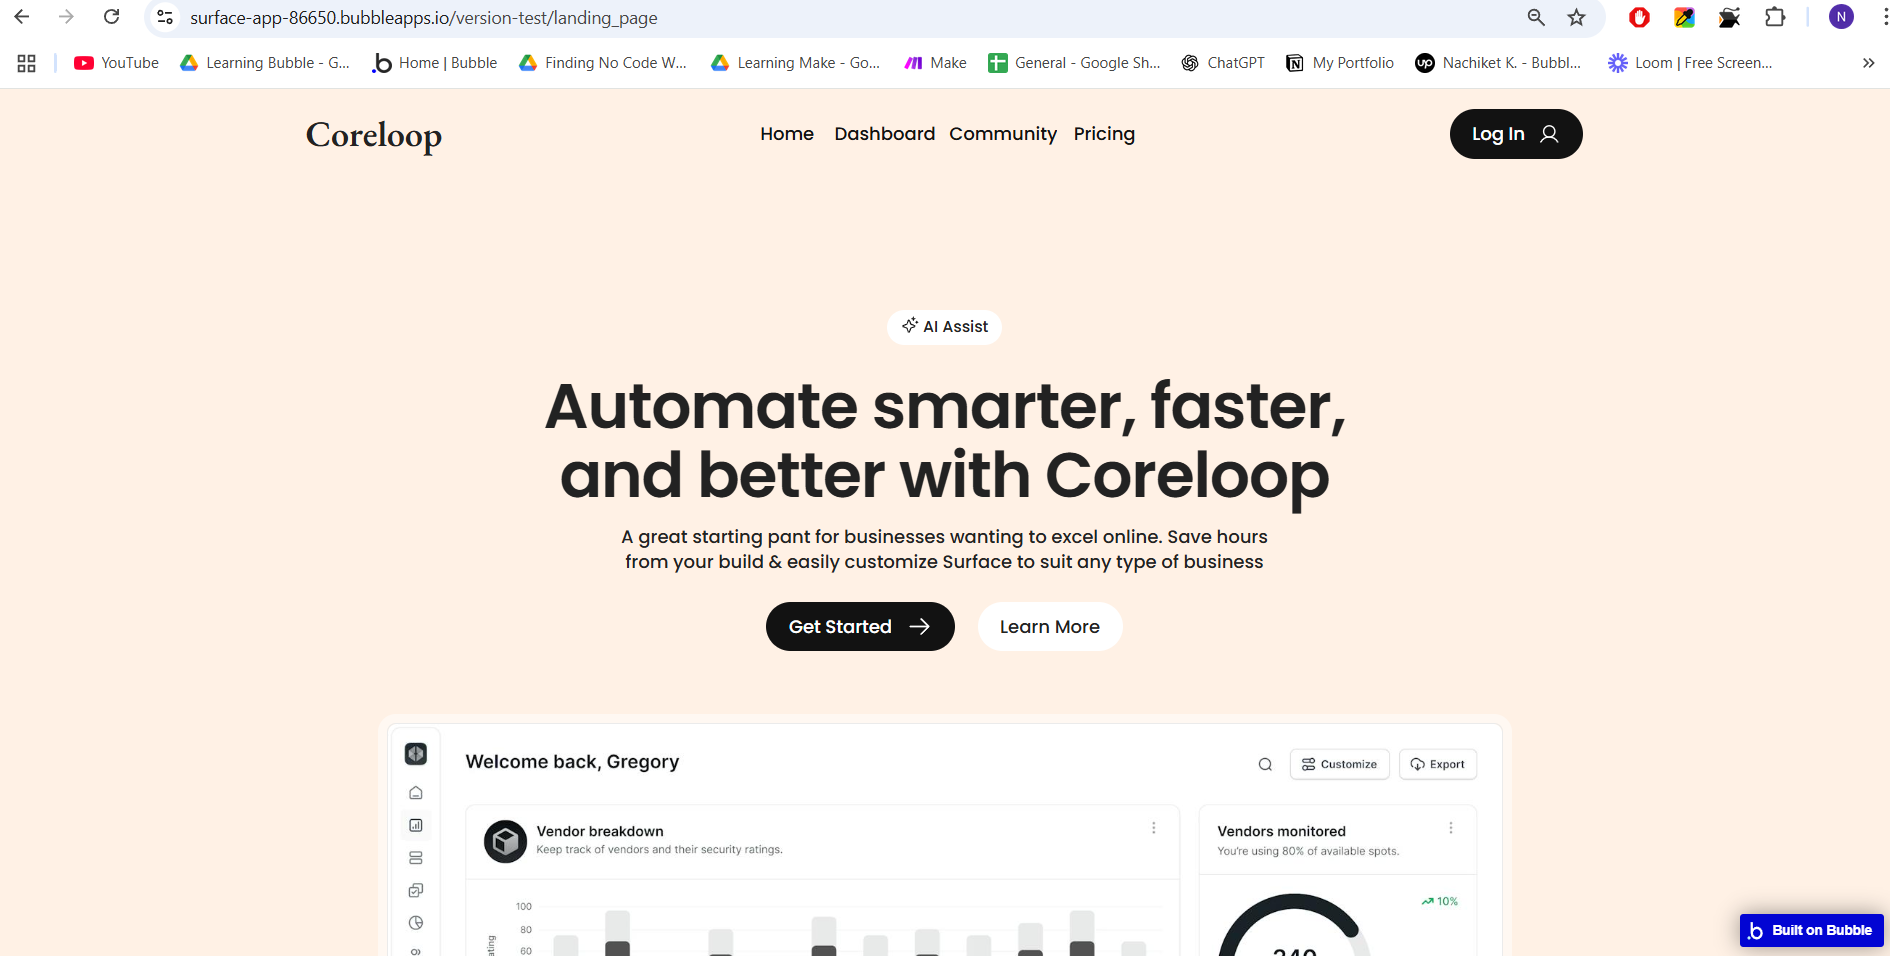 surface-app-86650.bubbleapps.io/version-test/landing_page
N
YouTube
Learning Bubble - G...
Home | Bubble
Finding No Code W...
Learning Make - Go...
Make
General - Google Sh...
ChatGPT
My Portfolio
Nachiket K. - Bubbl...
Loom | Free Screen...
Coreloop
Home
Dashboard
Community
Pricing
Log In
AI Assist
Automate smarter, faster,
and better with Coreloop
A great starting pant for businesses wanting to excel online. Save hours
from your build & easily customize Surface to suit any type of business
Get Started
Learn More
Welcome back, Gregory
Customize
Export
Vendor breakdown
Keep track of vendors and their security ratings.
Vendors monitored
You're using 80% of available spots.
100
80
60
10%
240
Built on Bubble